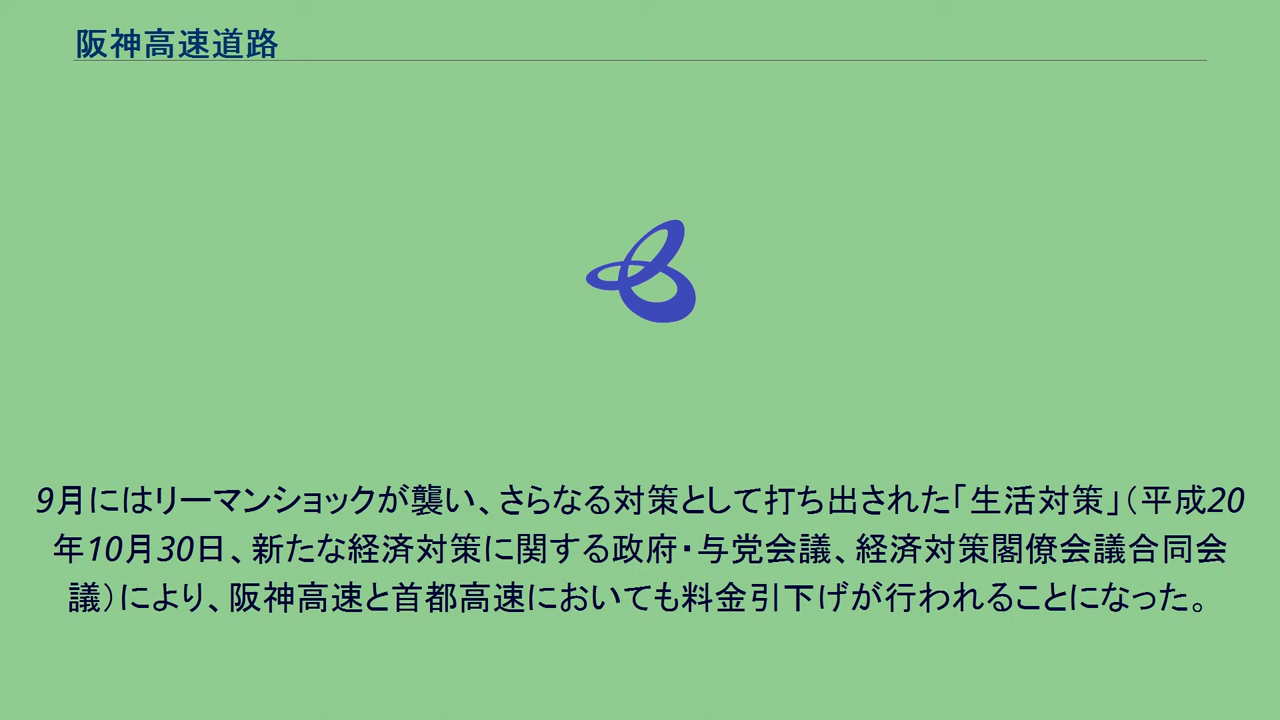 阪神高速道路
9月にはリーマンショックが襲い、さらなる対策として打ち出された「生活対策」（平成20
年10月30日、新たな経済対策に関する政府・与党会議、経済対策閣僚会議合同会
議）により、阪神高速と首都高速においても料金引下げが行われることになった。